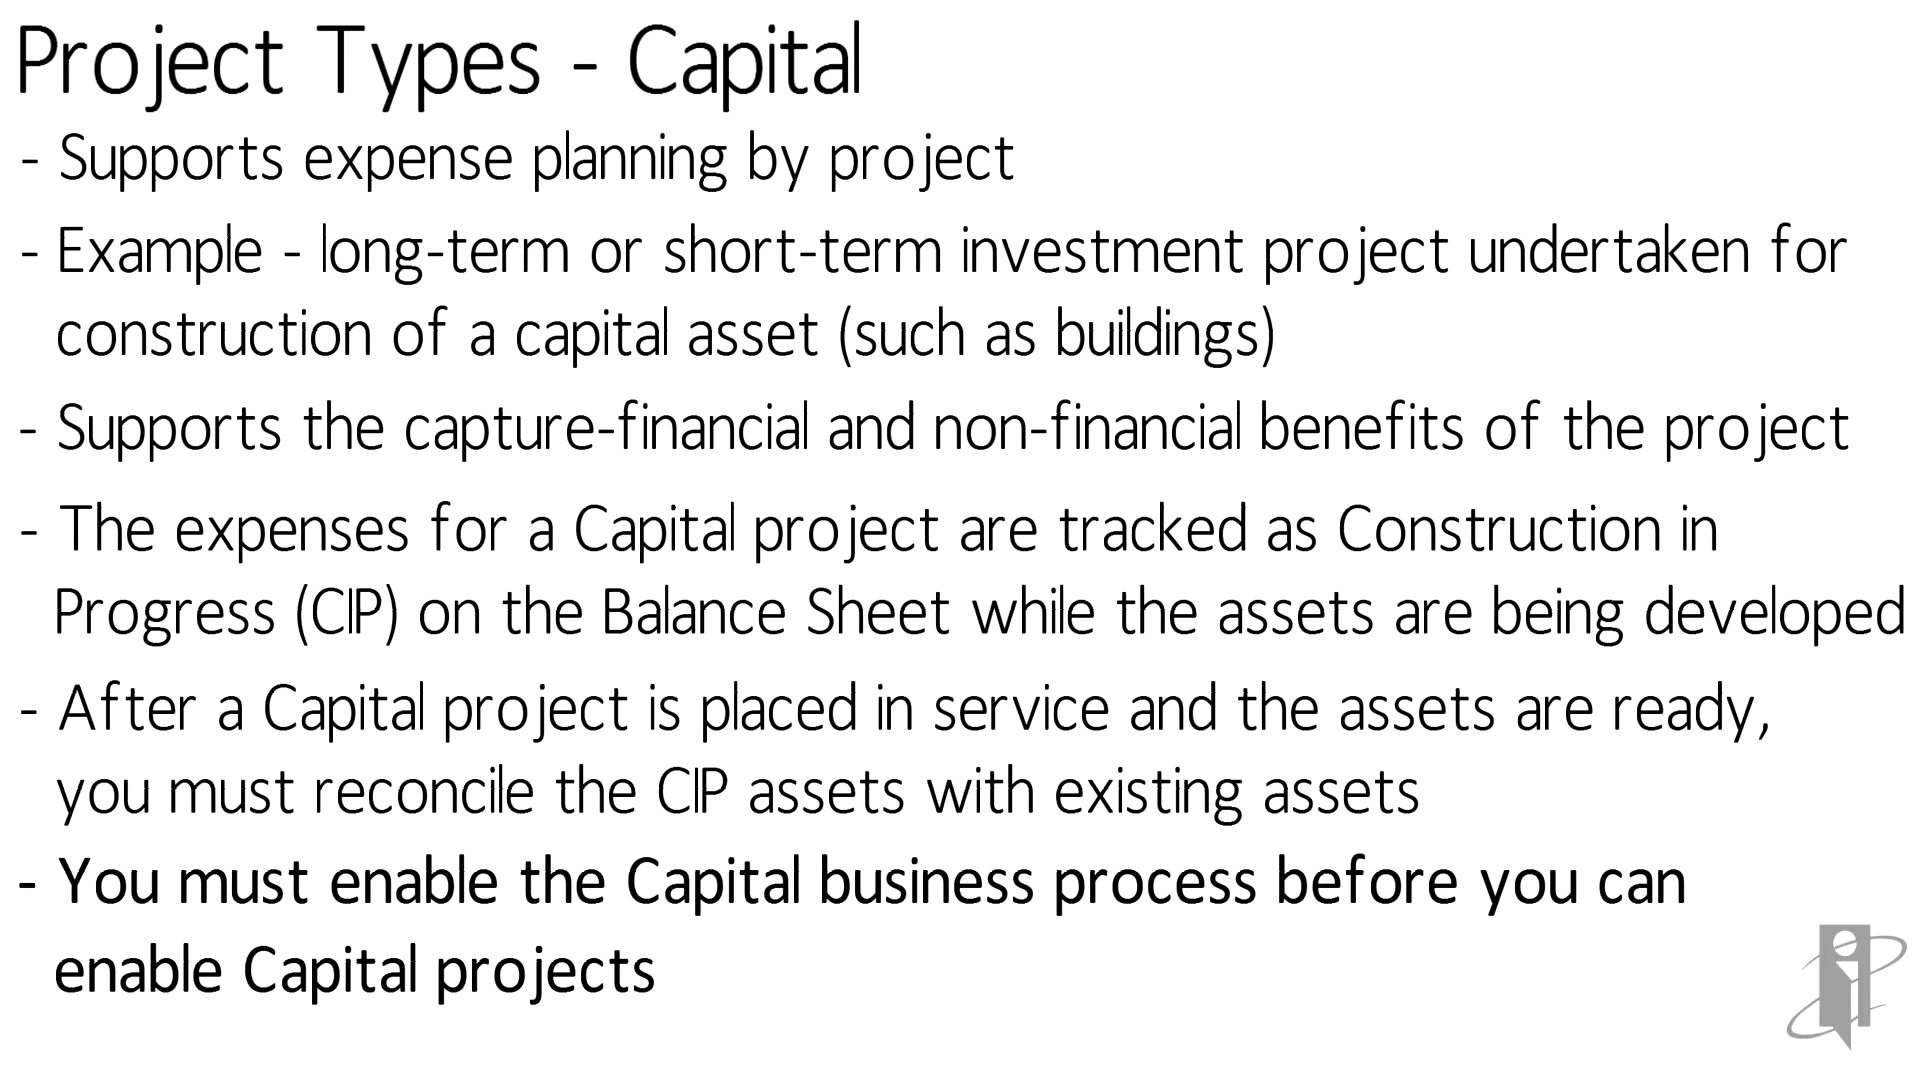 Project Types - Capital
- Supports expense planning by project
- Example - long-term or short-term investment project undertaken for
construction of a capital asset (such as buildings)
- Supports the capture-financial and non-financial benefits of the project
- The expenses for a Capital project are tracked as Construction in
Progress (CIP) on the Balance Sheet while the assets are being developed
- After a Capital project is placed in service and the assets are ready,
you must reconcile the CIP assets with existing assets
- You must enable the Capital business process before you can
enable Capital projects